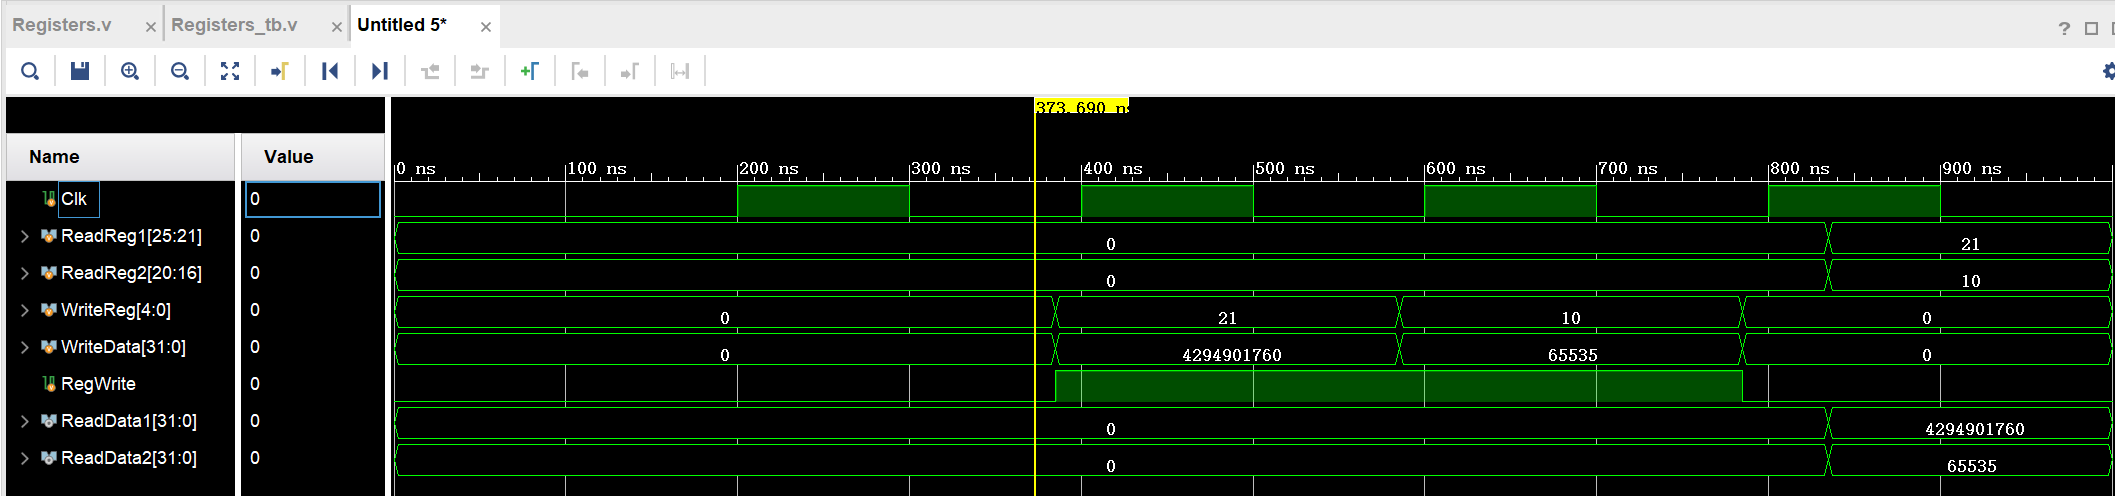 Registers.v × Registers_tb.v × Untitled 5* × ?
373.690 ns
Name Value
0 ns 100 ns 200 ns 300 ns 400 ns 500 ns 600 ns 700 ns 800 ns 900 ns
Clk 0
ReadReg1[25:21] 0 0 21
ReadReg2[20:16] 0 0 10
WriteReg[4:0] 0 0 21 10 0
WriteData[31:0] 0 0 4294901760 65535 0
RegWrite 0
ReadData1[31:0] 0 0 4294901760
ReadData2[31:0] 0 0 65535